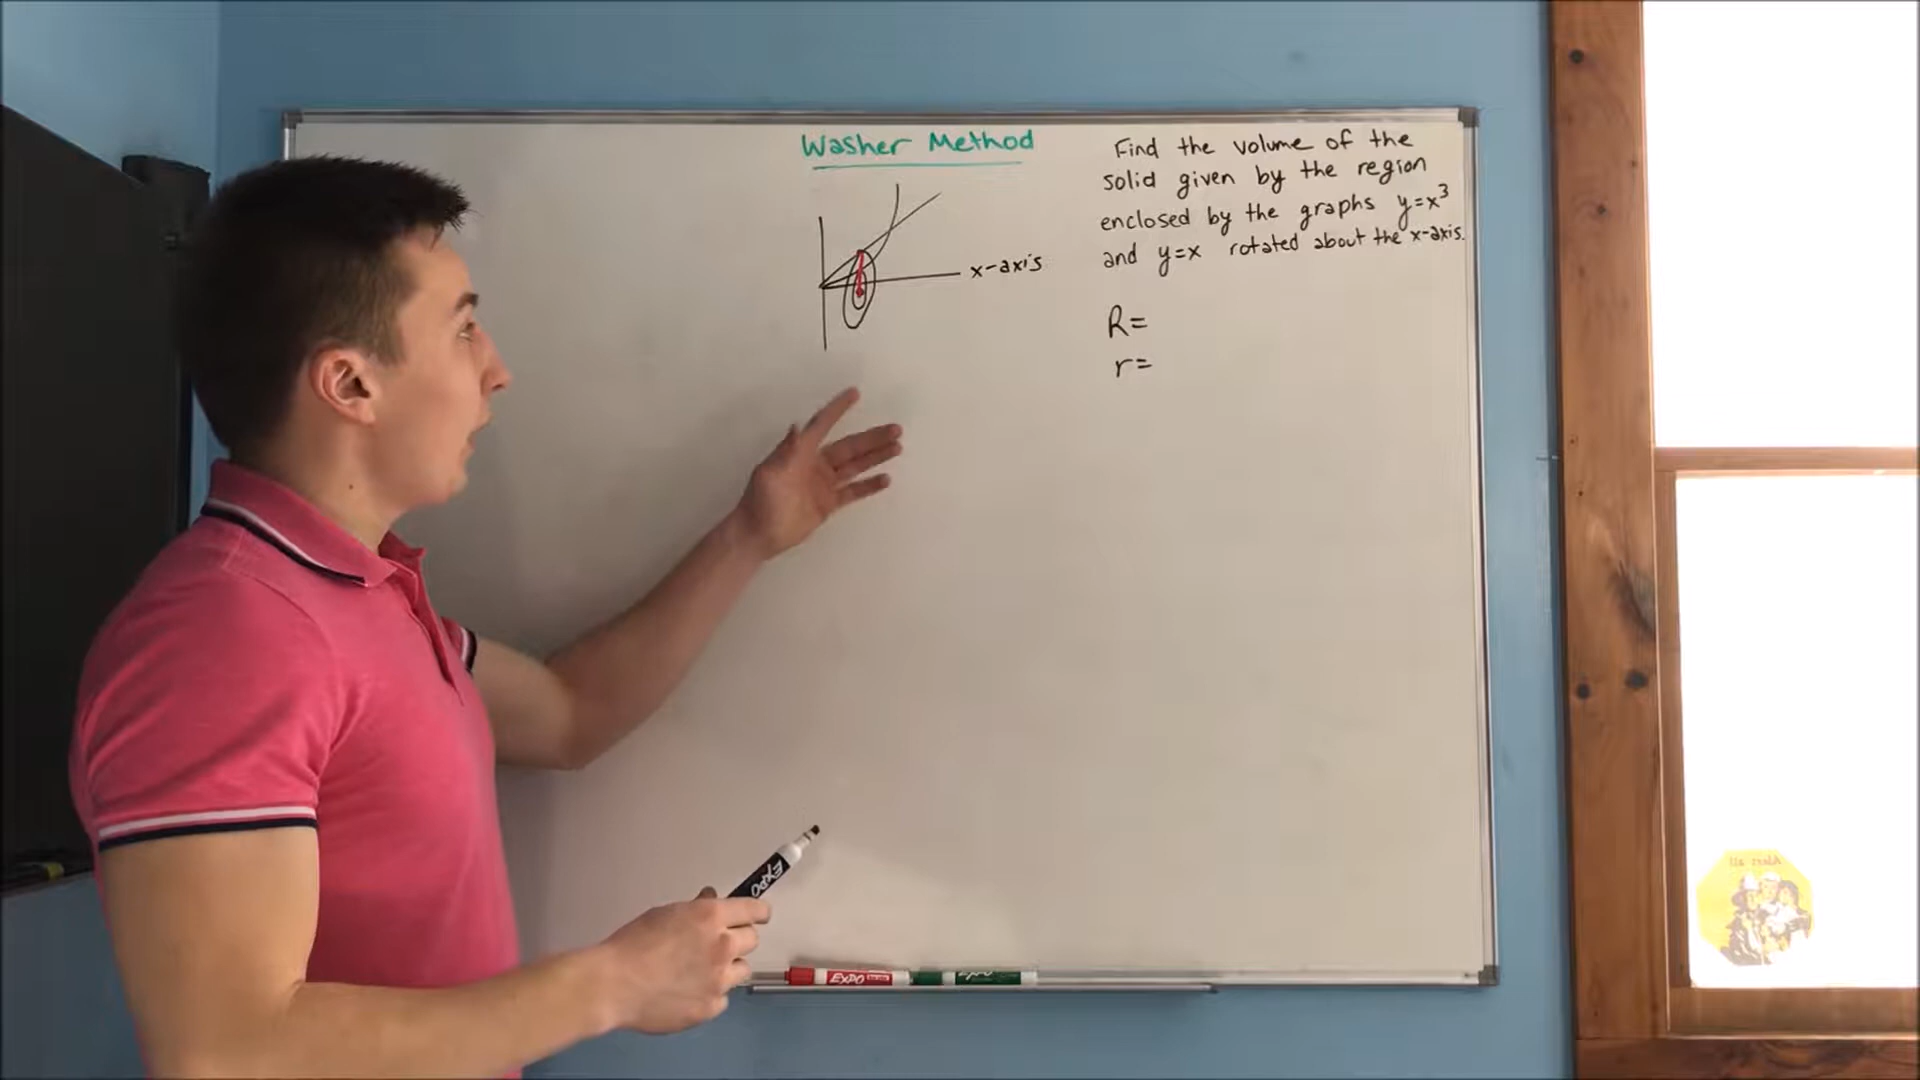 Washer Method
x-axis
Find the volume of the
solid given by the region
enclosed by the graphs y=x³
and y=x rotated about the x-axis.
R=
r=
EXPO
EXPO
EXPO